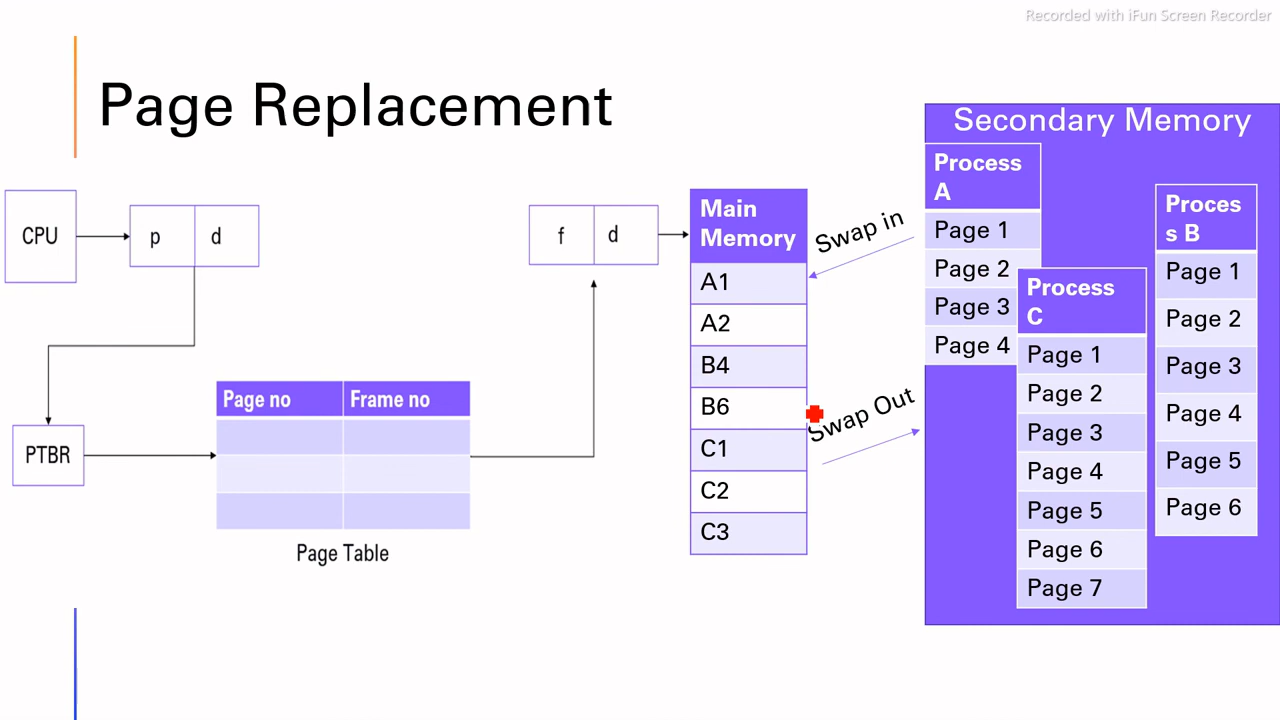 Recorded with iFun Screen Recorder
Page Replacement
CPU
p
d
PTBR
Page no
Frame no
Page Table
f
d
Main
Memory
A1
A2
B4
B6
C1
C2
C3
Swap in
Swap Out
Secondary Memory
Process
A
Page 1
Page 2
Page 3
Page 4
Process
C
Page 1
Page 2
Page 3
Page 4
Page 5
Page 6
Page 7
Proces
s B
Page 1
Page 2
Page 3
Page 4
Page 5
Page 6